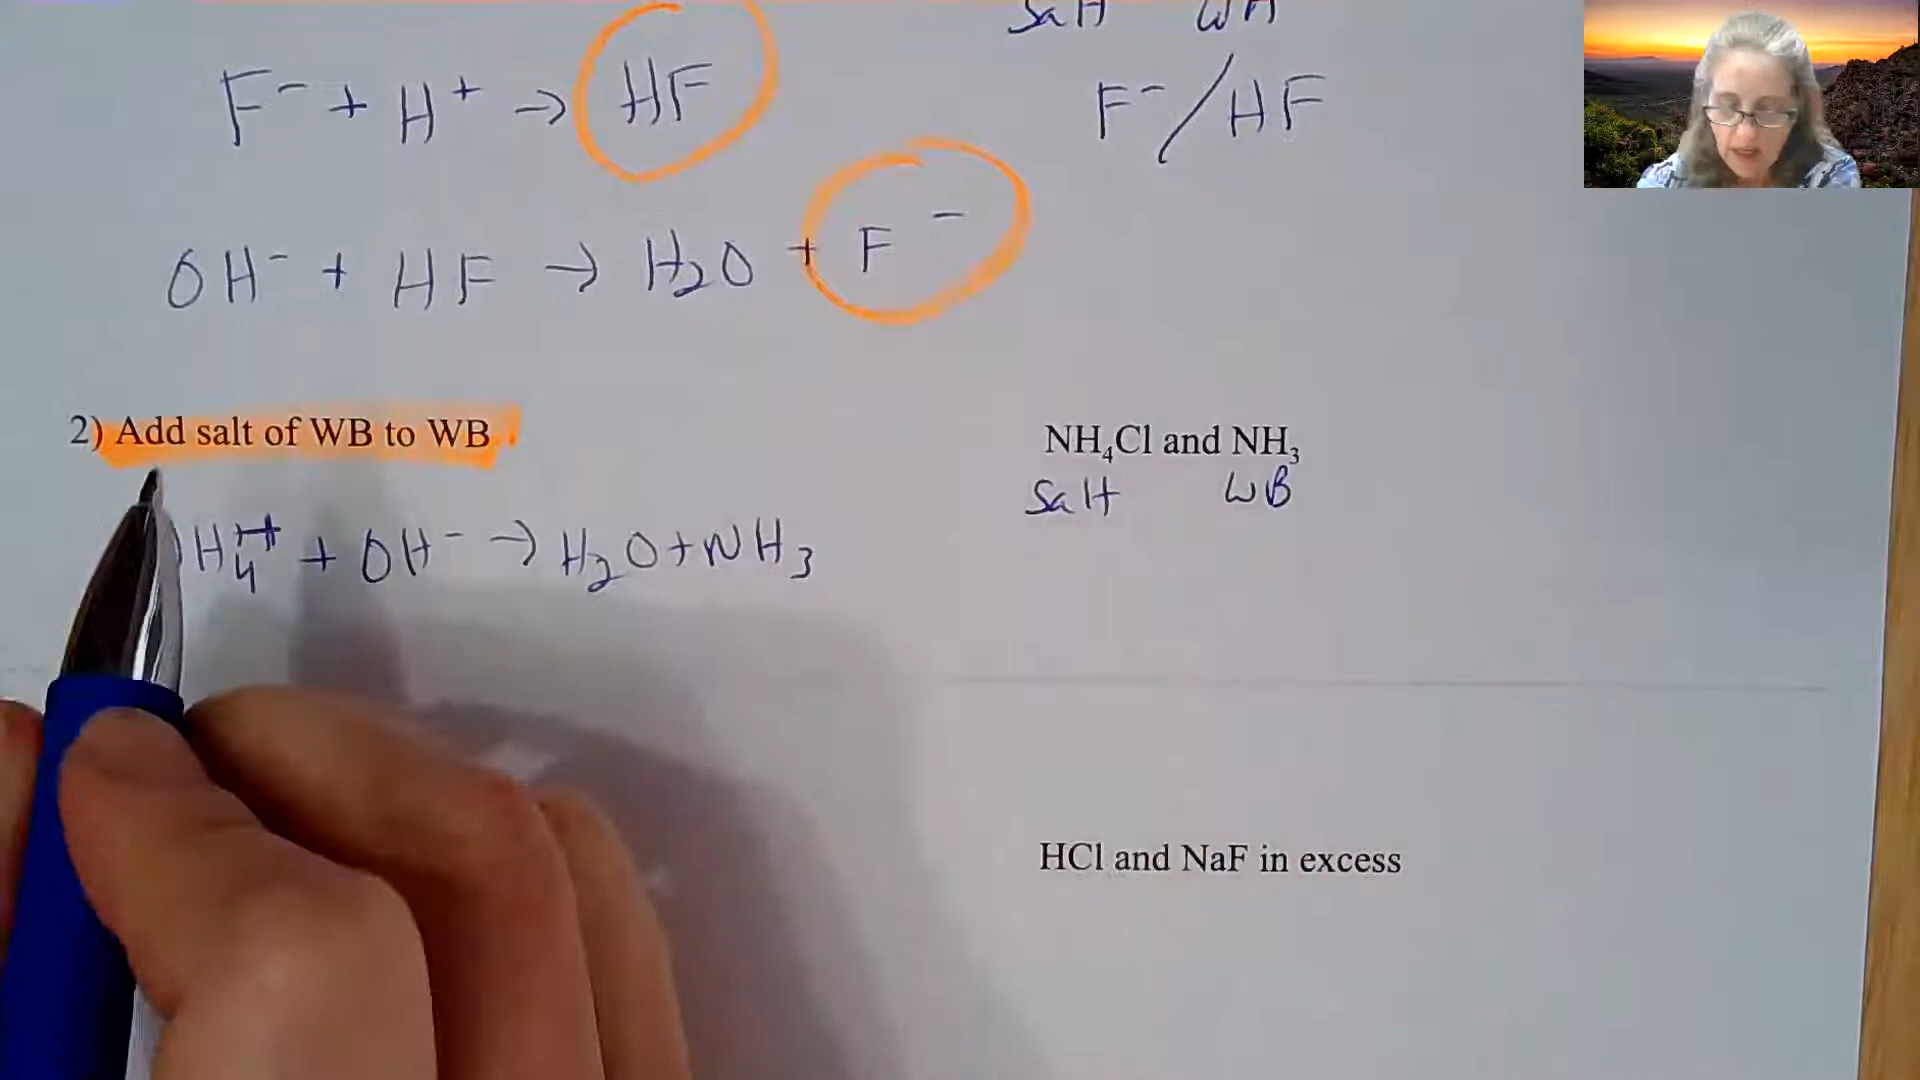 Salt WA
F⁻ + H⁺ → HF F⁻/HF
OH⁻ + HF → H₂O + F⁻
2) Add salt of WB to WB NH₄Cl and NH₃
Salt WB
H₄⁺ + OH⁻ → H₂O + NH₃
HCl and NaF in excess